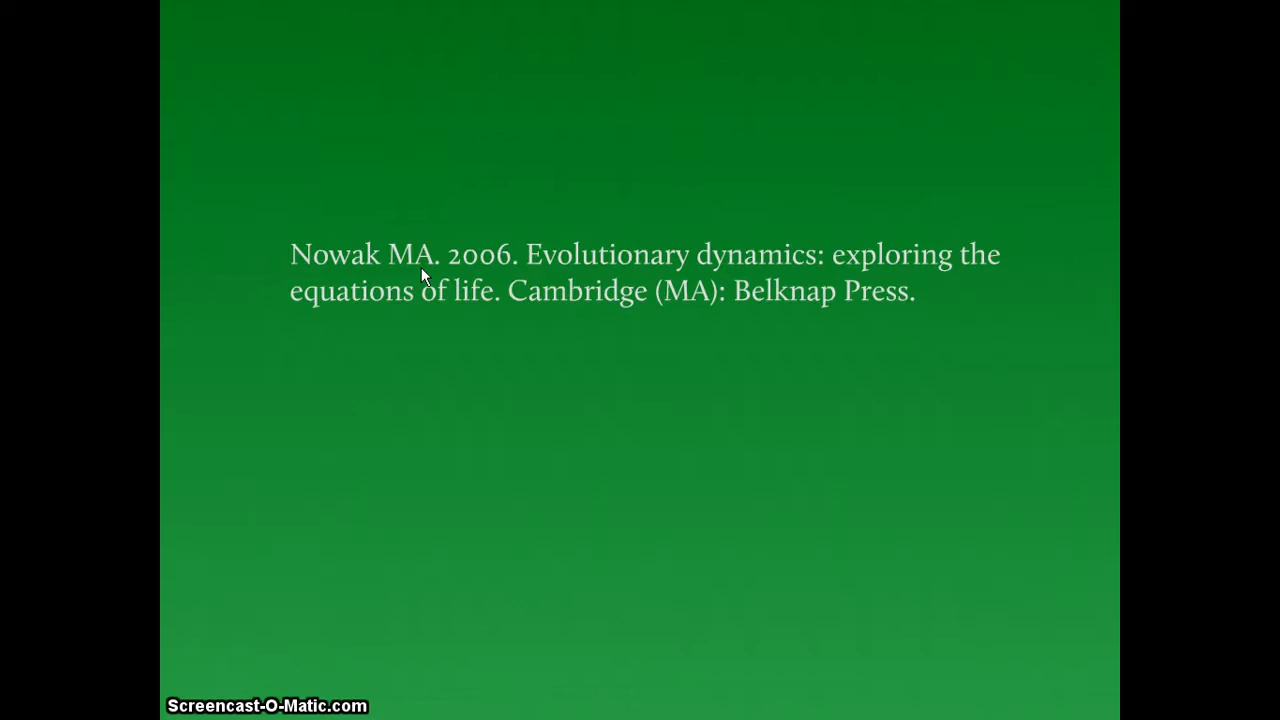 Nowak MA. 2006. Evolutionary dynamics: exploring the
equations of life. Cambridge (MA): Belknap Press.
Screencast-O-Matic.com